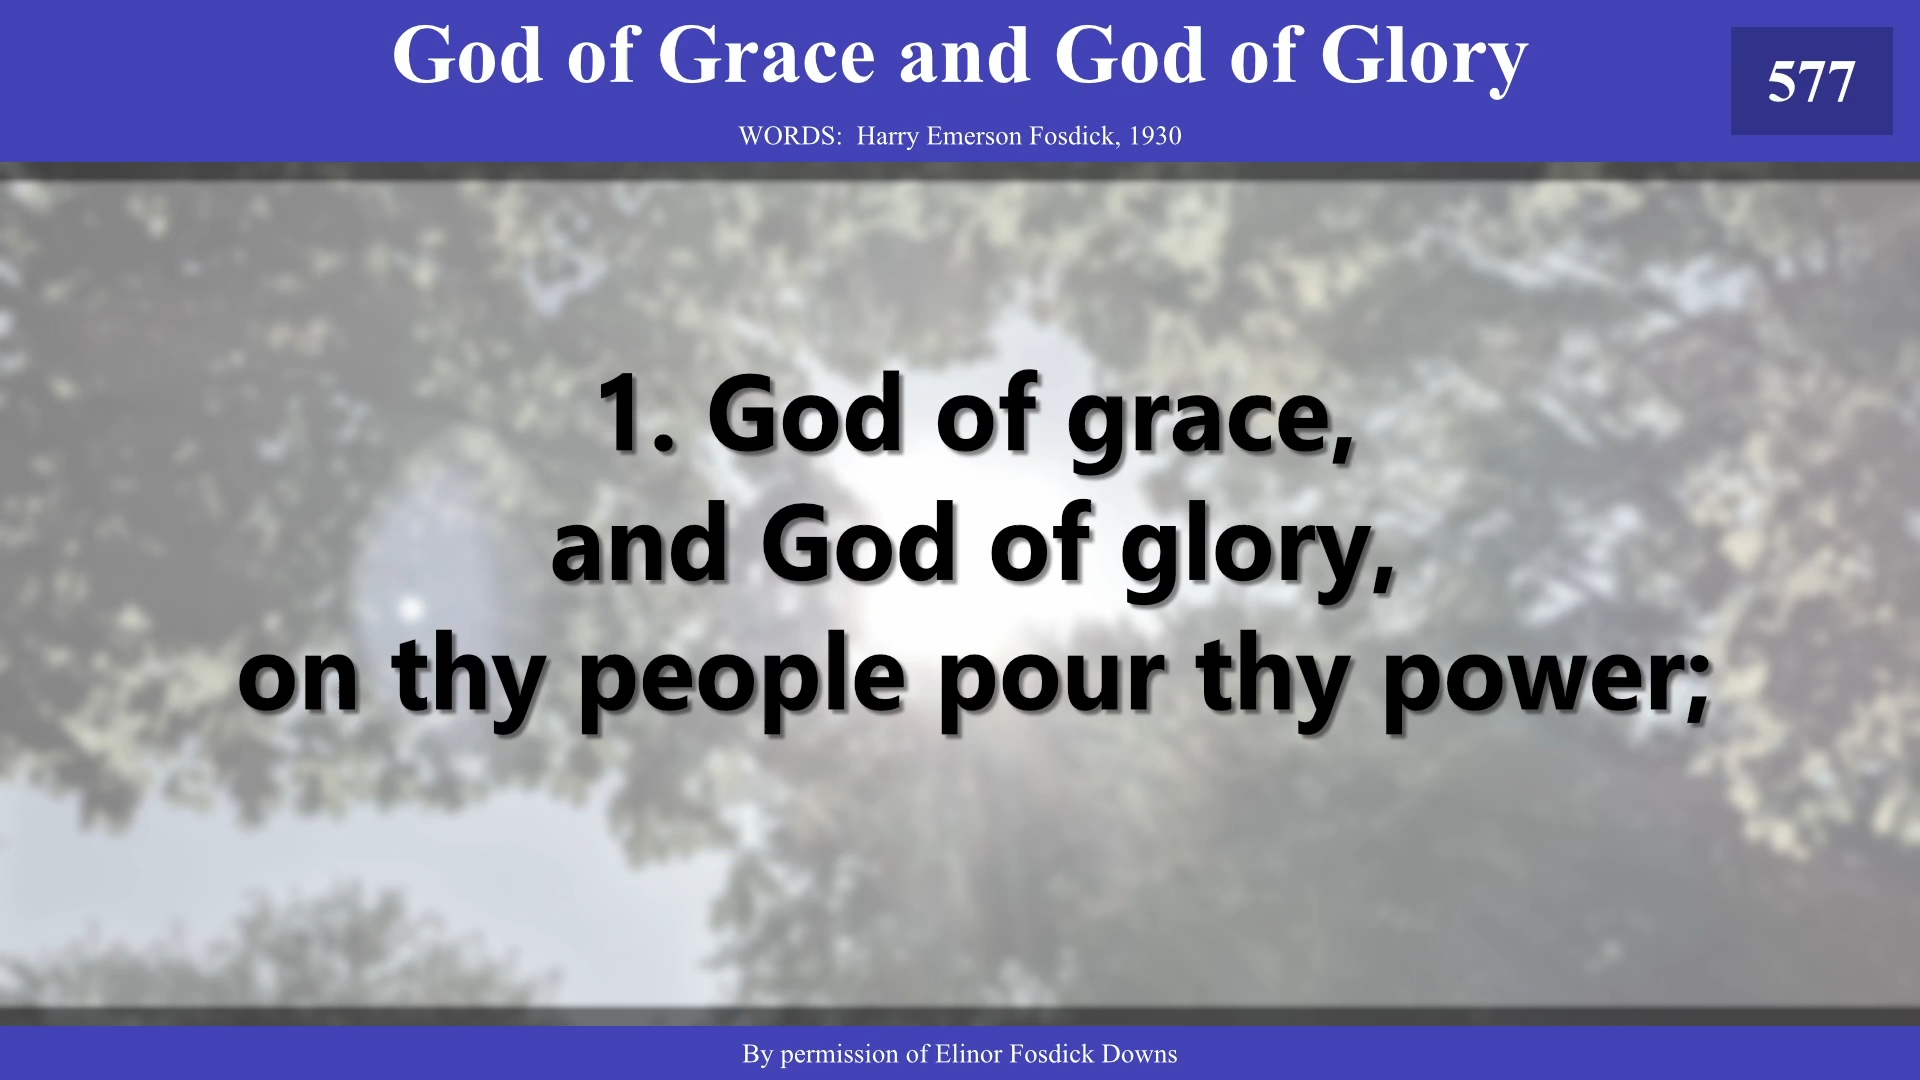 God of Grace and God of Glory
577
WORDS:  Harry Emerson Fosdick, 1930
1. God of grace,
and God of glory,
on thy people pour thy power;
By permission of Elinor Fosdick Downs